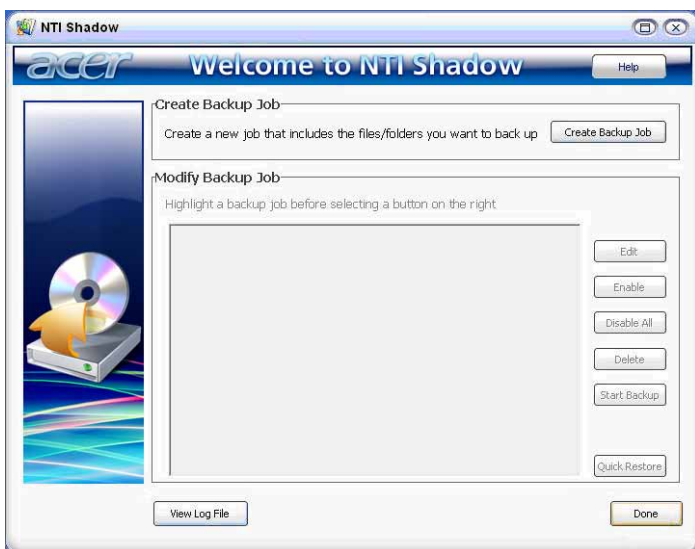 NTI Shadow
acer
Welcome to NTI Shadow
Help
Create Backup Job
Create a new job that includes the files/folders you want to back up
Create Backup Job
Modify Backup Job
Highlight a backup job before selecting a button on the right
Edit
Enable
Disable All
Delete
Start Backup
Quick Restore
View Log File
Done